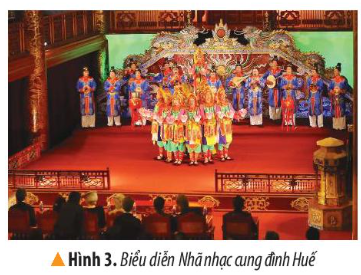 ▲ Hình 3. Biểu diễn Nhã nhạc cung đình Huế